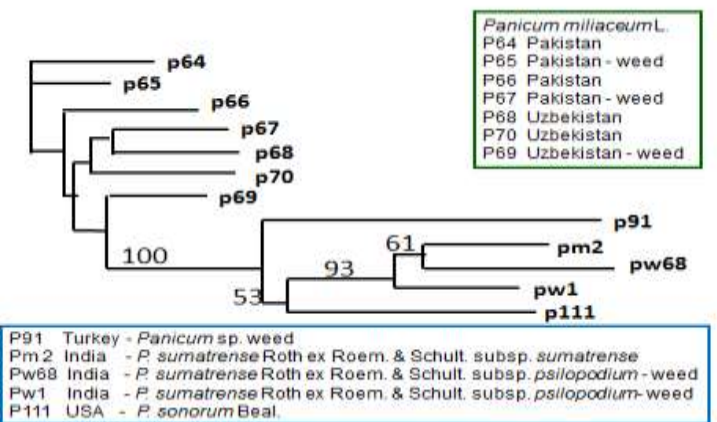 Panicum miliaceum L.
P64 Pakistan
P65 Pakistan - weed
P66 Pakistan
P67 Pakistan - weed
P68 Uzbekistan
P70 Uzbekistan
P69 Uzbekistan - weed
p64
p65
p66
p67
p68
p70
p69
p91
61
pm2
100
93
pw68
pw1
53
p111
P91 Turkey - Panicum sp. weed
Pm 2 India - P. sumatrense Roth ex Roem. & Schult. subsp. sumatrense
Pw68 India - P. sumatrense Roth ex Roem. & Schult. subsp. psilopodium - weed
Pw1 India - P. sumatrense Roth ex Roem. & Schult. subsp. psilopodium- weed
P111 USA - P. sonorum Beal.